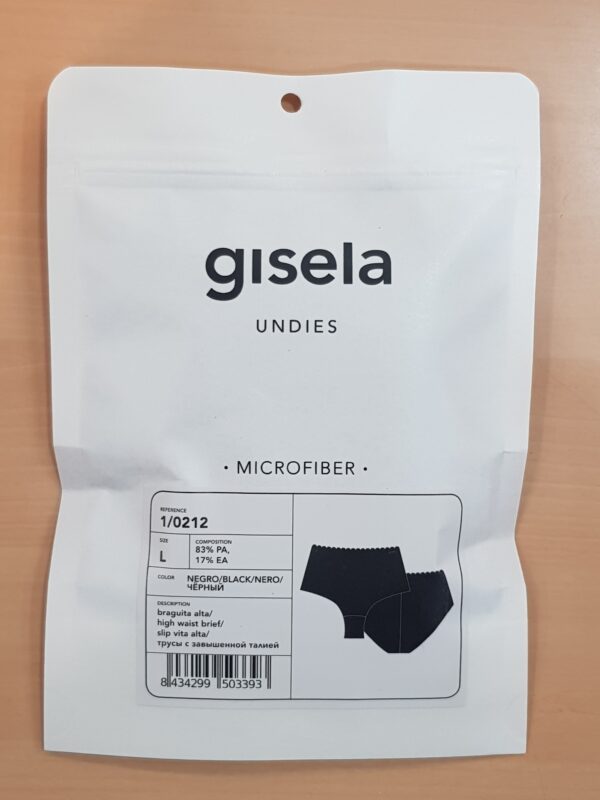 gisela
UNDIES
• MICROFIBER •
REFERENCE
1/0212
SIZE
L
COMPOSITION
83% PA,
17% EA
COLOR
NEGRO/BLACK/NERO/
ЧЁРНЫЙ
DESCRIPTION
braguita alta/
high waist brief/
slip vita alta/
трусы с завышенной талией
8 434299 503393